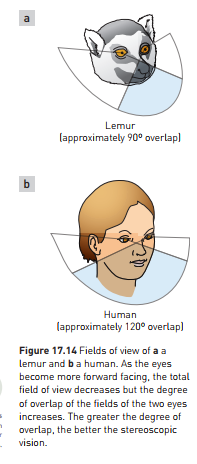 a
Lemur
(approximately 90º overlap)
b
Human
(approximately 120º overlap)
Figure 17.14 Fields of view of a a
lemur and b a human. As the eyes
become more forward facing, the total
field of view decreases but the degree
of overlap of the fields of the two eyes
increases. The greater the degree of
overlap, the better the stereoscopic
vision.